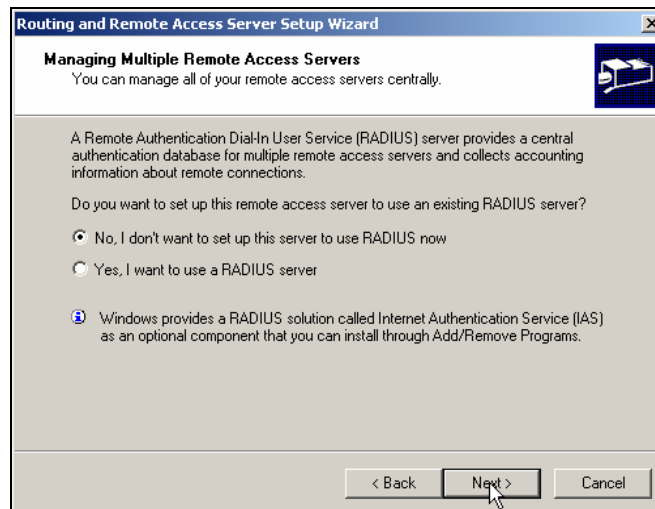 Routing and Remote Access Server Setup Wizard
Managing Multiple Remote Access Servers
You can manage all of your remote access servers centrally.
A Remote Authentication Dial-In User Service (RADIUS) server provides a central
authentication database for multiple remote access servers and collects accounting
information about remote connections.
Do you want to set up this remote access server to use an existing RADIUS server?
No, I don't want to set up this server to use RADIUS now
Yes, I want to use a RADIUS server
Windows provides a RADIUS solution called Internet Authentication Service (IAS)
as an optional component that you can install through Add/Remove Programs.
< Back Next > Cancel